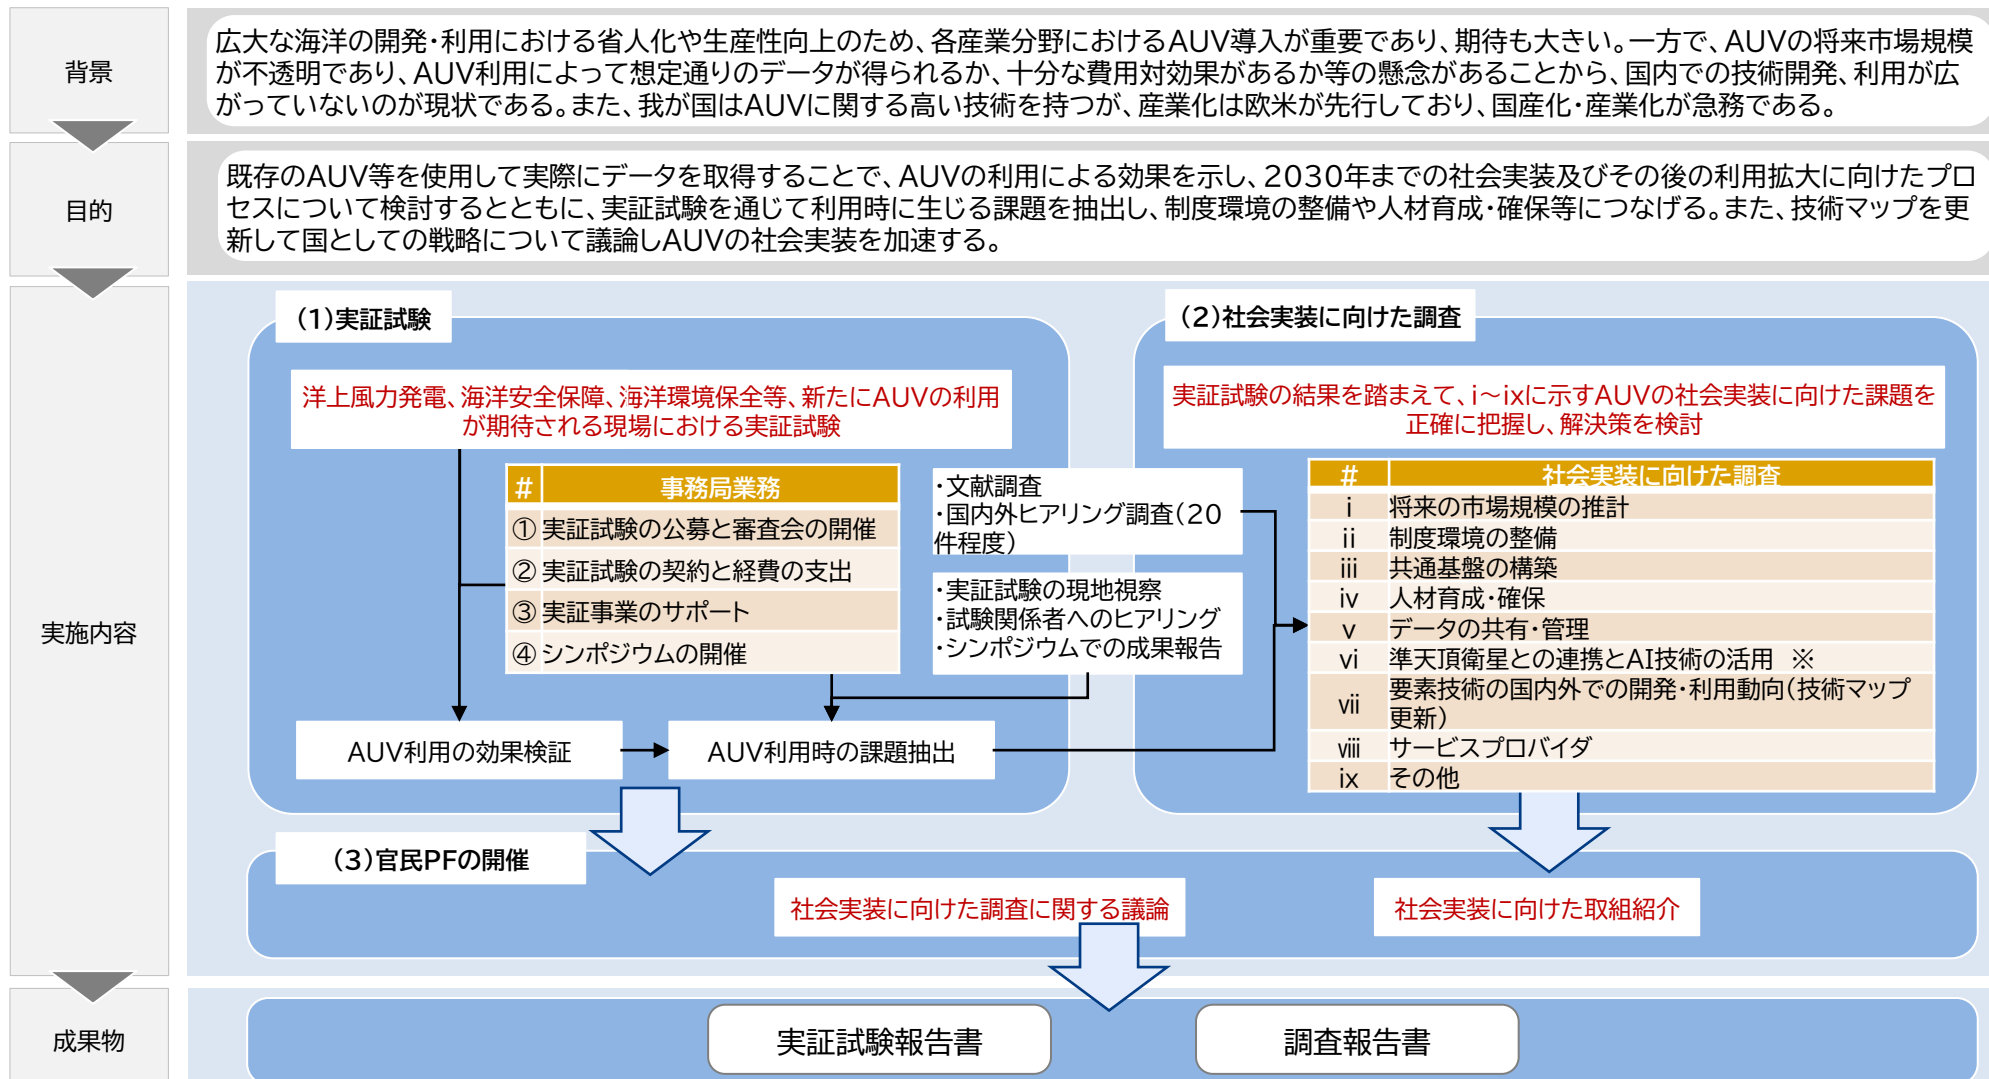 背景
広大な海洋の開発・利用における省人化や生産性向上のため、各産業分野におけるAUV導入が重要であり、期待も大きい。一方で、AUVの将来市場規模
が不透明であり、AUV利用によって想定通りのデータが得られるか、十分な費用対効果があるか等の懸念があることから、国内での技術開発、利用が広
がっていないのが現状である。また、我が国はAUVに関する高い技術を持つが、産業化は欧米が先行しており、国産化・産業化が急務である。
目的
既存のAUV等を使用して実際にデータを取得することで、AUVの利用による効果を示し、2030年までの社会実装及びその後の利用拡大に向けたプロ
セスについて検討するとともに、実証試験を通じて利用時に生じる課題を抽出し、制度環境の整備や人材育成・確保等につなげる。また、技術マップを更
新して国としての戦略について議論しAUVの社会実装を加速する。
実施内容
(1)実証試験
洋上風力発電、海洋安全保障、海洋環境保全等、新たにAUVの利用
が期待される現場における実証試験
# 事務局業務
① 実証試験の公募と審査会の開催
② 実証試験の契約と経費の支出
③ 実証事業のサポート
④ シンポジウムの開催
・文献調査
・国内外ヒアリング調査(20
件程度)
・実証試験の現地視察
・試験関係者へのヒアリング
・シンポジウムでの成果報告
AUV利用の効果検証
AUV利用時の課題抽出
(2)社会実装に向けた調査
実証試験の結果を踏まえて、i～ixに示すAUVの社会実装に向けた課題を
正確に把握し、解決策を検討
# 社会実装に向けた調査
i 将来の市場規模の推計
ii 制度環境の整備
iii 共通基盤の構築
iv 人材育成・確保
v データの共有・管理
vi 準天頂衛星との連携とAI技術の活用 ※
vii 要素技術の国内外での開発・利用動向(技術マップ
更新)
viii サービスプロバイダ
ix その他
(3)官民PFの開催
社会実装に向けた調査に関する議論
社会実装に向けた取組紹介
成果物
実証試験報告書
調査報告書